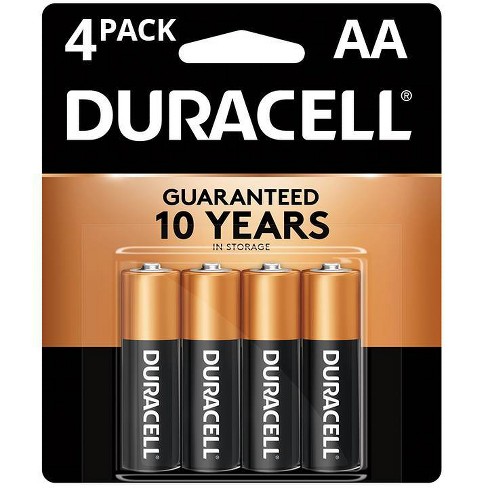 4 PACK AA
DURACELL®
GUARANTEED
10 YEARS
IN STORAGE
DURACELL
DURACELL
DURACELL
DURACELL